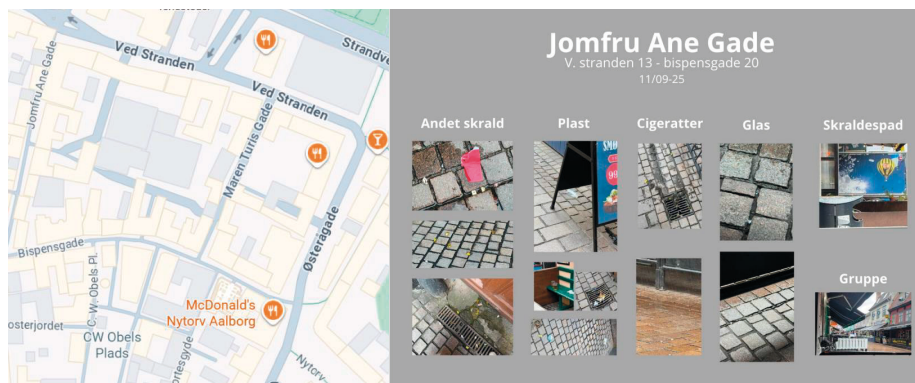 Jomfru Ane Gade
Ved Stranden
Strandve
Ved Stranden
Maren Turis Gade
Østerågade
Bispensgade
C. W. Obels Pl.
McDonald's
Nytorv Aalborg
osterjordet
CW Obels
Plads
Nytorv
Jomfru Ane Gade
V. stranden 13 - bispensgade 20
11/09-25
Andet skrald
Plast
Cigeratter
Glas
Skraldespad
Gruppe